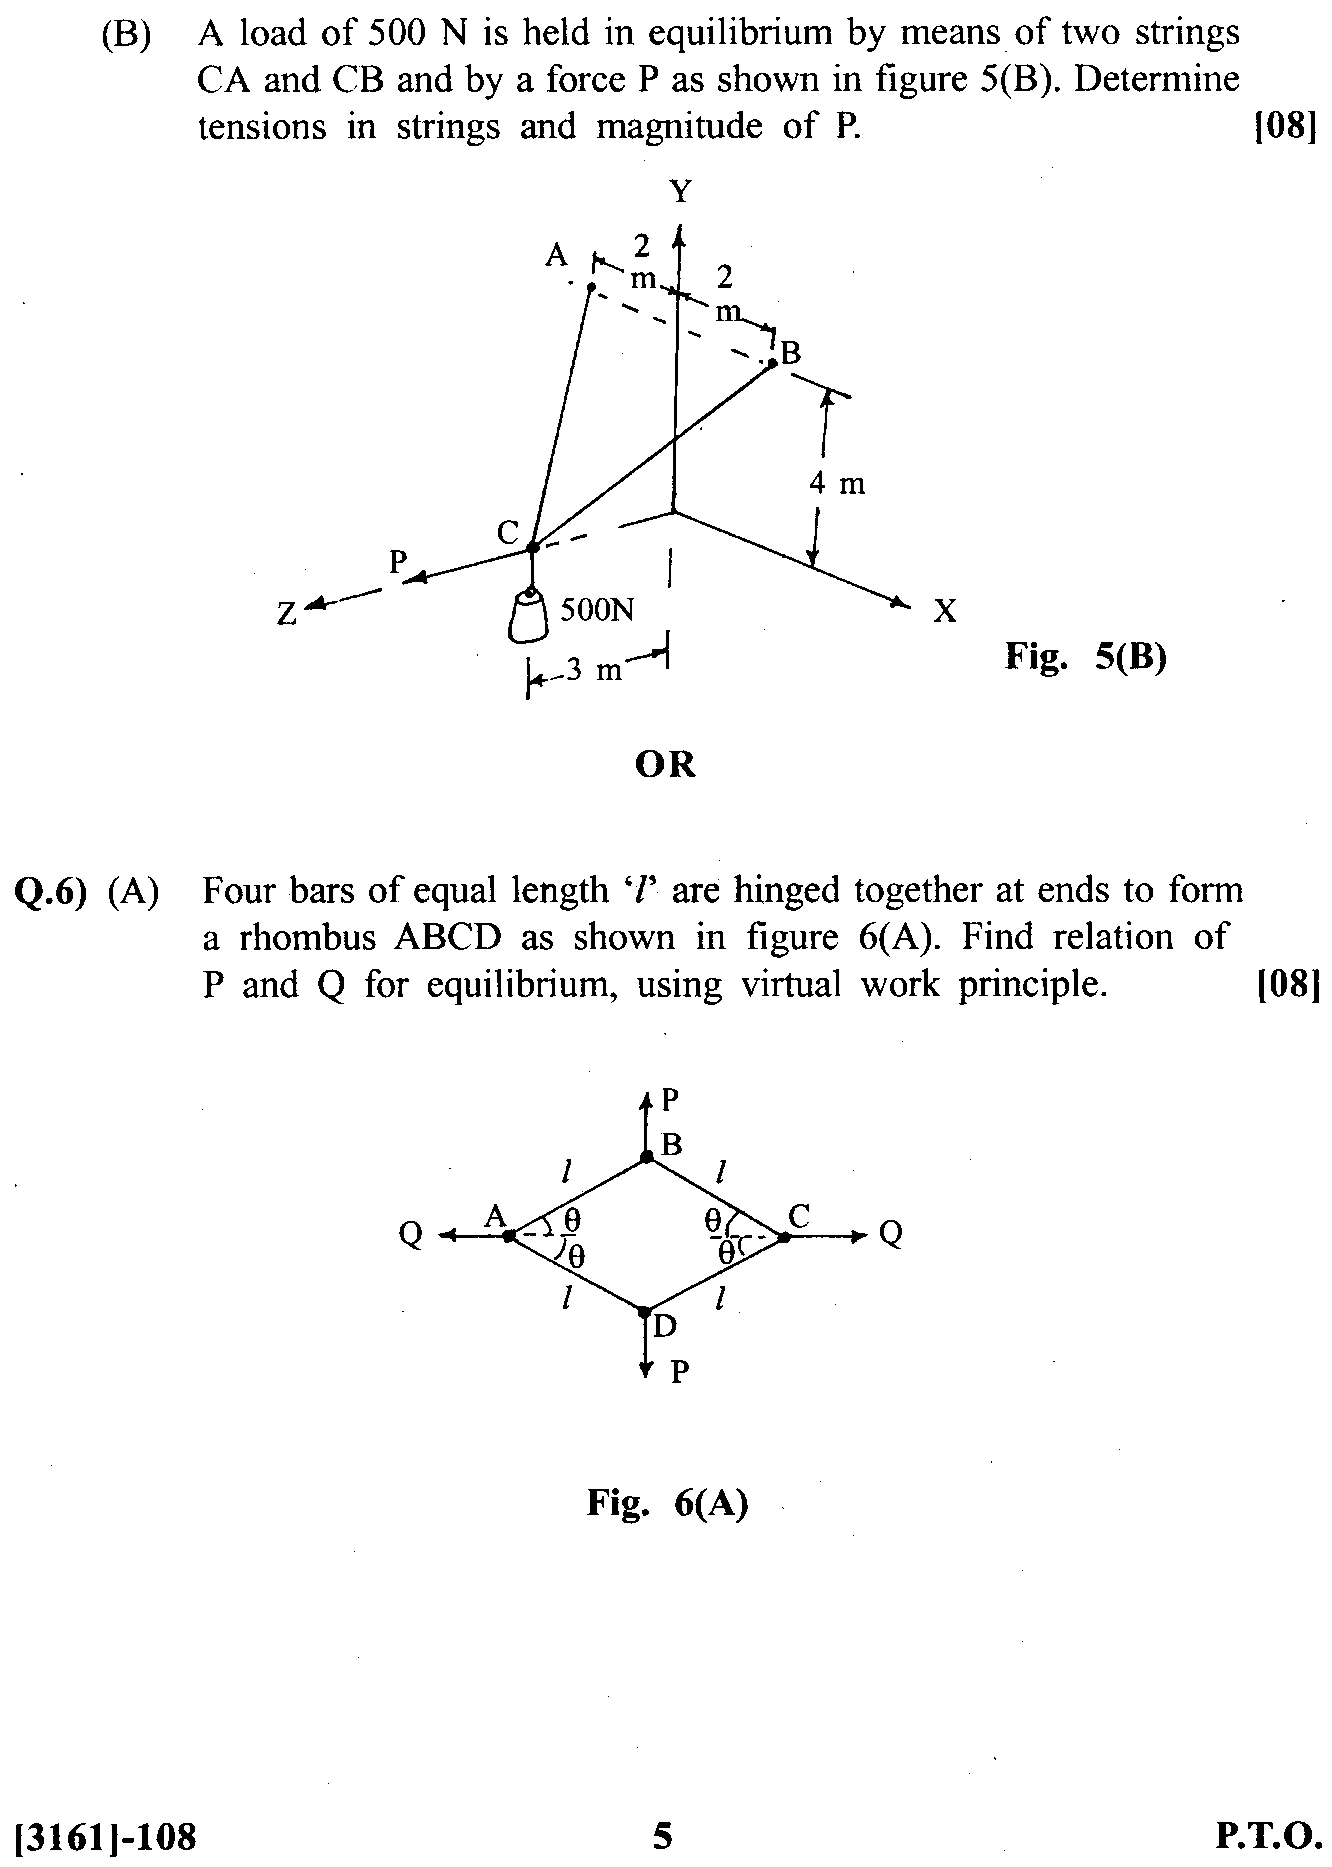 (B) A load of 500 N is held in equilibrium by means of two strings
CA and CB and by a force P as shown in figure 5(B). Determine
tensions in strings and magnitude of P. [08]
Y
A 2
m 2
m
B
4 m
C
P
Z 500N X
3 m
Fig. 5(B)
OR
Q.6) (A) Four bars of equal length ‘l’ are hinged together at ends to form
a rhombus ABCD as shown in figure 6(A). Find relation of
P and Q for equilibrium, using virtual work principle. [08]
P
B
l l
Q A θ θ C Q
θ θ
l l
D
P
Fig. 6(A)
[3161]-108 5 P.T.O.